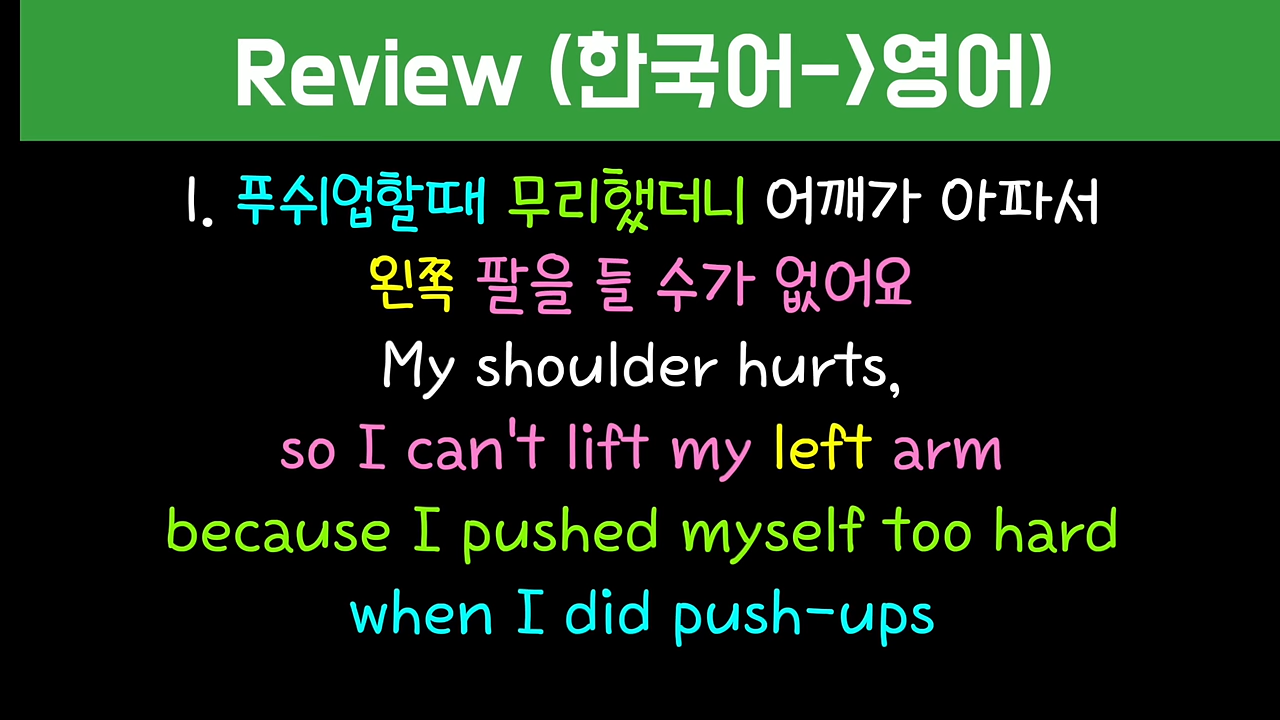 Review (한국어->영어)
1. 푸쉬업할때 무리했더니 어깨가 아파서
왼쪽 팔을 들 수가 없어요
My shoulder hurts,
so I can't lift my left arm
because I pushed myself too hard
when I did push-ups